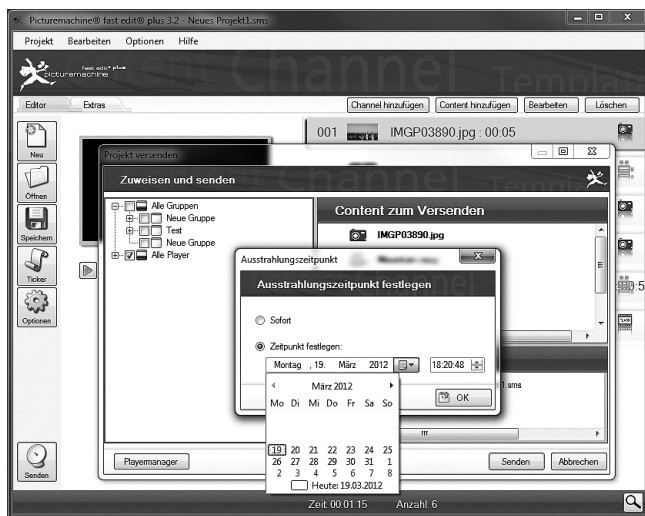 Picturemachine® fast edit® plus 3.2 - Neues Projekt1.sms
Projekt Bearbeiten Optionen Hilfe
fast edit® plus
picturemachine
Channel
Template
Editor Extras
Channel hinzufügen Content hinzufügen Bearbeiten Löschen
Neu
001 IMGP03890.jpg : 00:05
Projekt versenden
Zuweisen und senden
Öffnen
Alle Gruppen
Neue Gruppe
Test
Neue Gruppe
Alle Player
Content zum Versenden
IMGP03890.jpg
Speichern
Ticker
Optionen
Ausstrahlungszeitpunkt
Ausstrahlungszeitpunkt festlegen
Sofort
Zeitpunkt festlegen:
Montag , 19. März 2012 18:20:48
März 2012
Mo Di Mi Do Fr Sa So
19 20 21 22 23 24 25
26 27 28 29 30 31 1
2 3 4 5 6 7 8
Heute: 19.03.2012
OK
1.sms
:5
Playermanager
Senden Abbrechen
Senden
Zeit: 00:01:15 Anzahl: 6